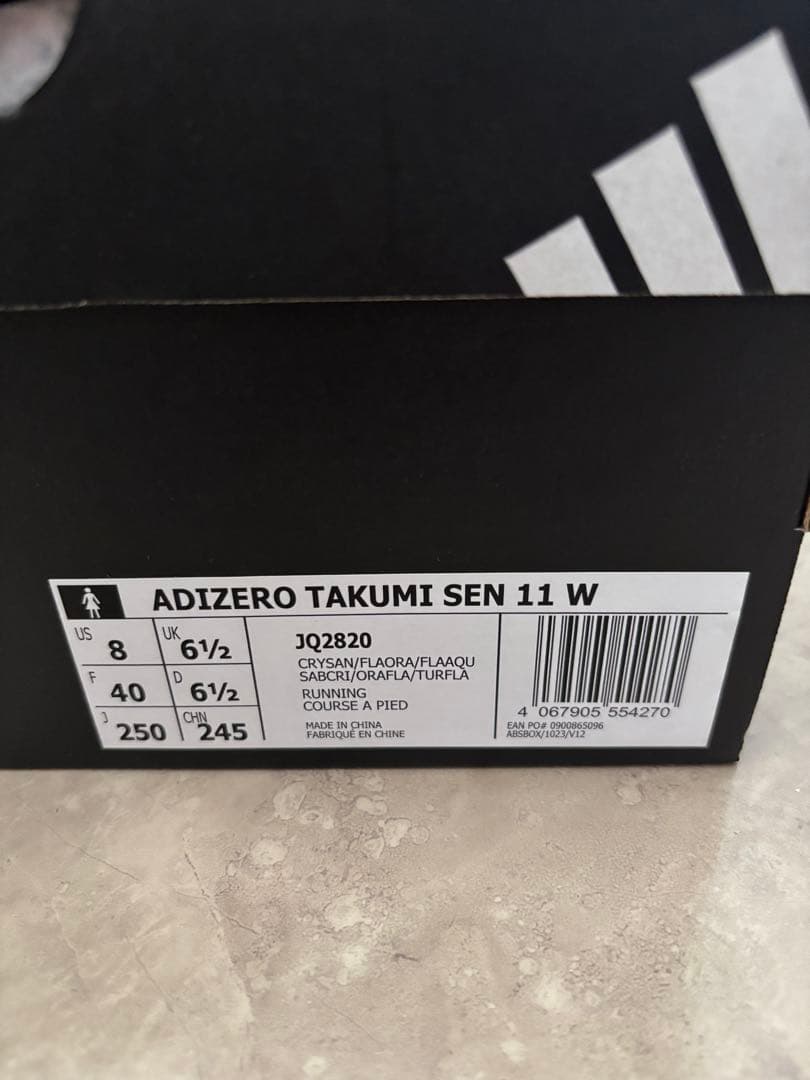 ADIZERO TAKUMI SEN 11 W
US 8 UK 6½
F 40 D 6½
J 250 CHN 245
JQ2820
CRYSAN/FLAORA/FLAAQU
SABCRI/ORAFLA/TURFLA
RUNNING
COURSE A PIED
MADE IN CHINA
FABRIQUÉ EN CHINE
4 067905 554270
EAN PO# 0900865096
ABSBOX/1023/V12